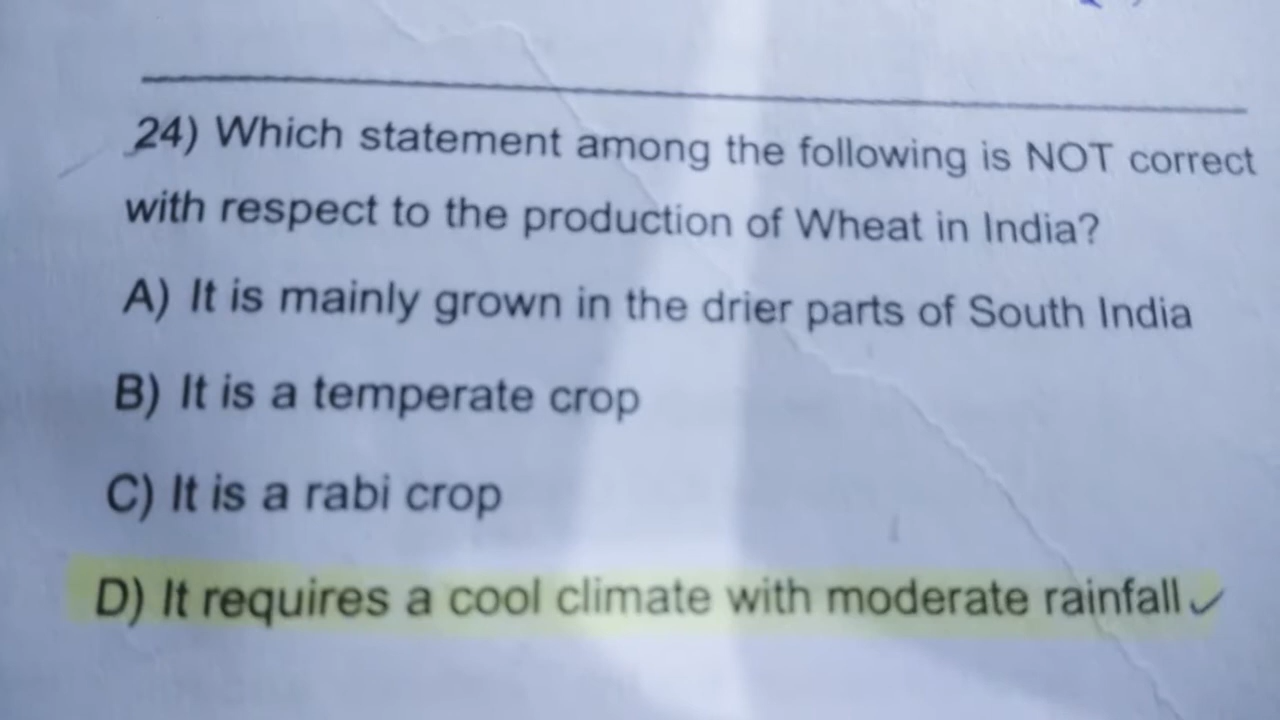 24) Which statement among the following is NOT correct
with respect to the production of Wheat in India?
A) It is mainly grown in the drier parts of South India
B) It is a temperate crop
C) It is a rabi crop
D) It requires a cool climate with moderate rainfall ✓